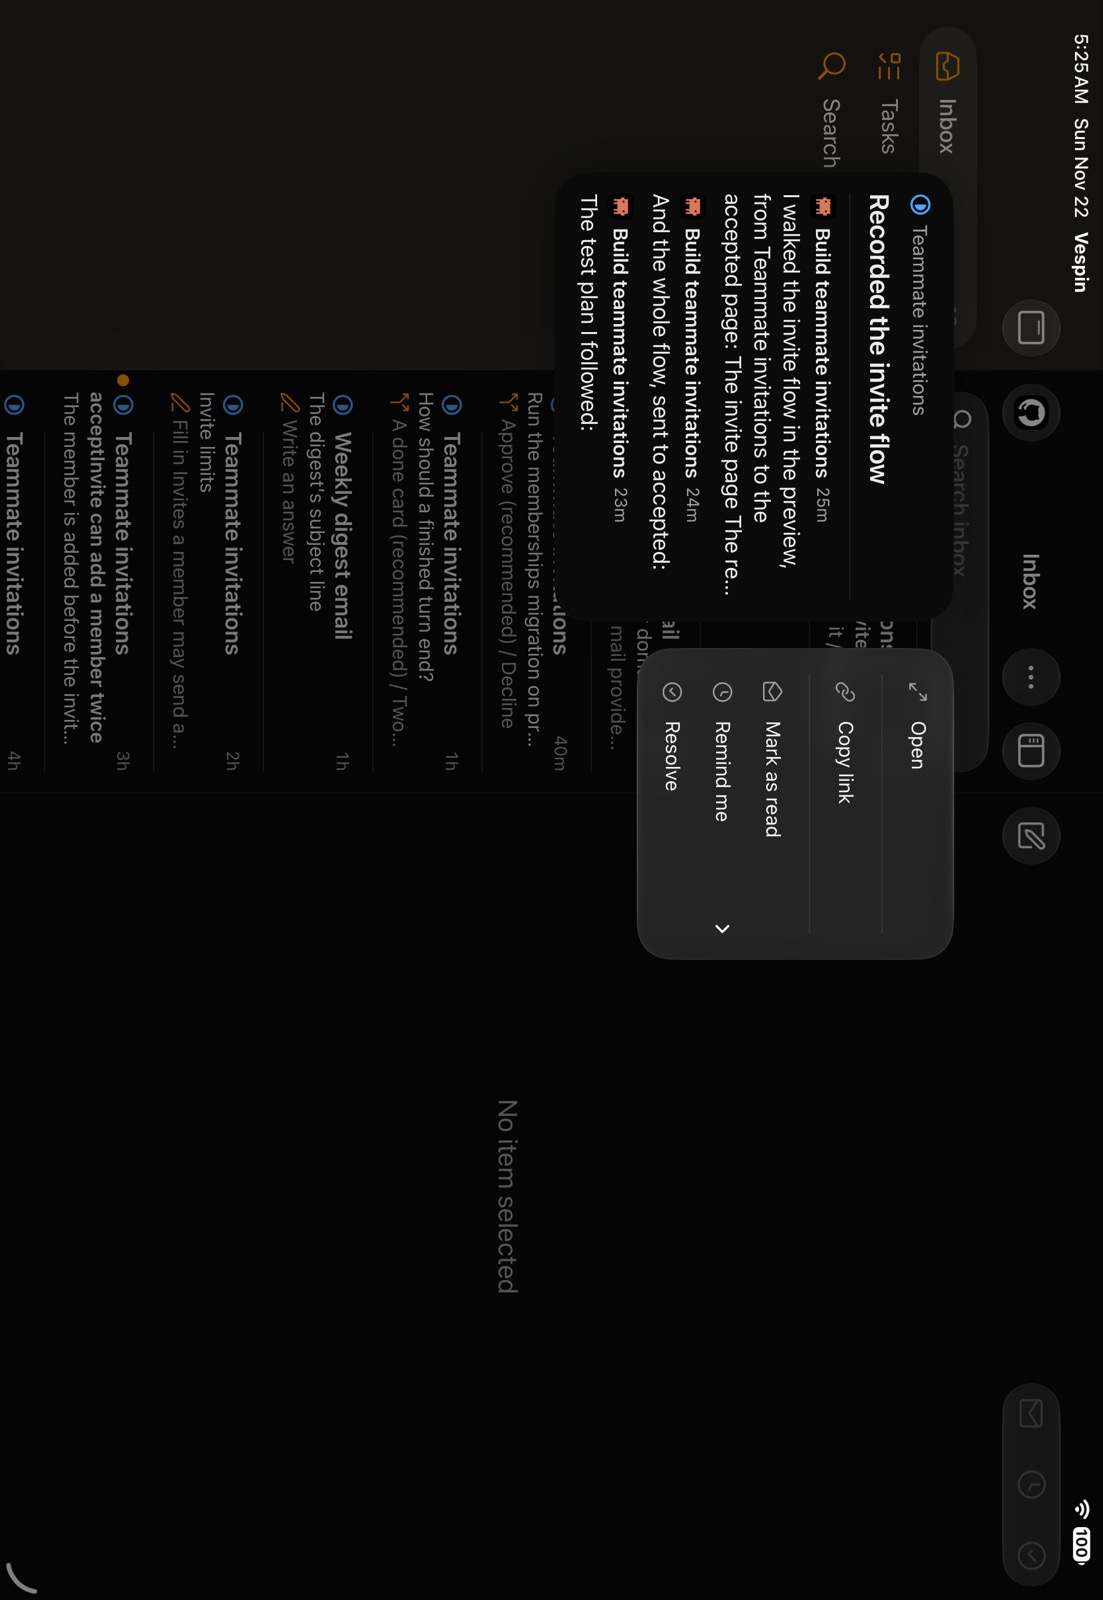 5:25 AM Sun Nov 22 Vespin
100
Inbox
Search inbox
Inbox
Tasks
Search
Teammate invitations
Recorded the invite flow
Build teammate invitations 25m
I walked the invite flow in the preview,
from Teammate invitations to the
accepted page: The invite page The re...
Build teammate invitations 24m
And the whole flow, sent to accepted:
Build teammate invitations 23m
The test plan I followed:
Open
Copy link
Mark as read
Remind me
Resolve
it /
mail provide...
Teammate invitations 40m
Run the memberships migration on pr...
Approve (recommended) / Decline
Teammate invitations 1h
How should a finished turn end?
A done card (recommended) / Two...
Weekly digest email 1h
The digest's subject line
Write an answer
Teammate invitations 2h
Invite limits
Fill in Invites a member may send a...
Teammate invitations 3h
acceptInvite can add a member twice
The member is added before the invit...
Teammate invitations 4h
No item selected